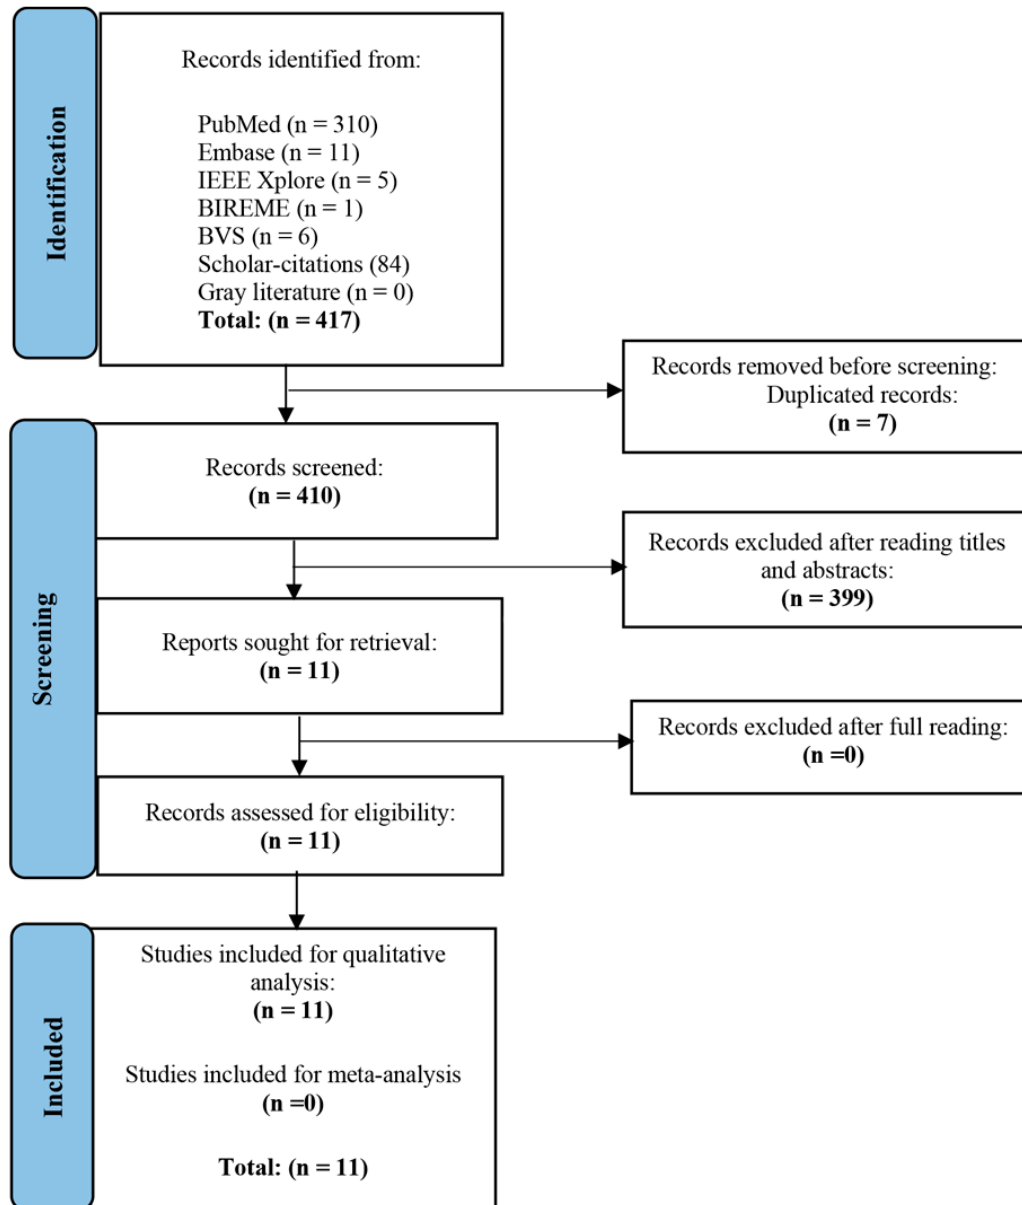 Identification
Records identified from:
PubMed (n = 310)
Embase (n = 11)
IEEE Xplore (n = 5)
BIREME (n = 1)
BVS (n = 6)
Scholar-citations (84)
Gray literature (n = 0)
Total: (n = 417)
Records removed before screening:
Duplicated records:
(n = 7)
Screening
Records screened:
(n = 410)
Records excluded after reading titles
and abstracts:
(n = 399)
Reports sought for retrieval:
(n = 11)
Records excluded after full reading:
(n =0)
Records assessed for eligibility:
(n = 11)
Included
Studies included for qualitative
analysis:
(n = 11)
Studies included for meta-analysis
(n =0)
Total: (n = 11)